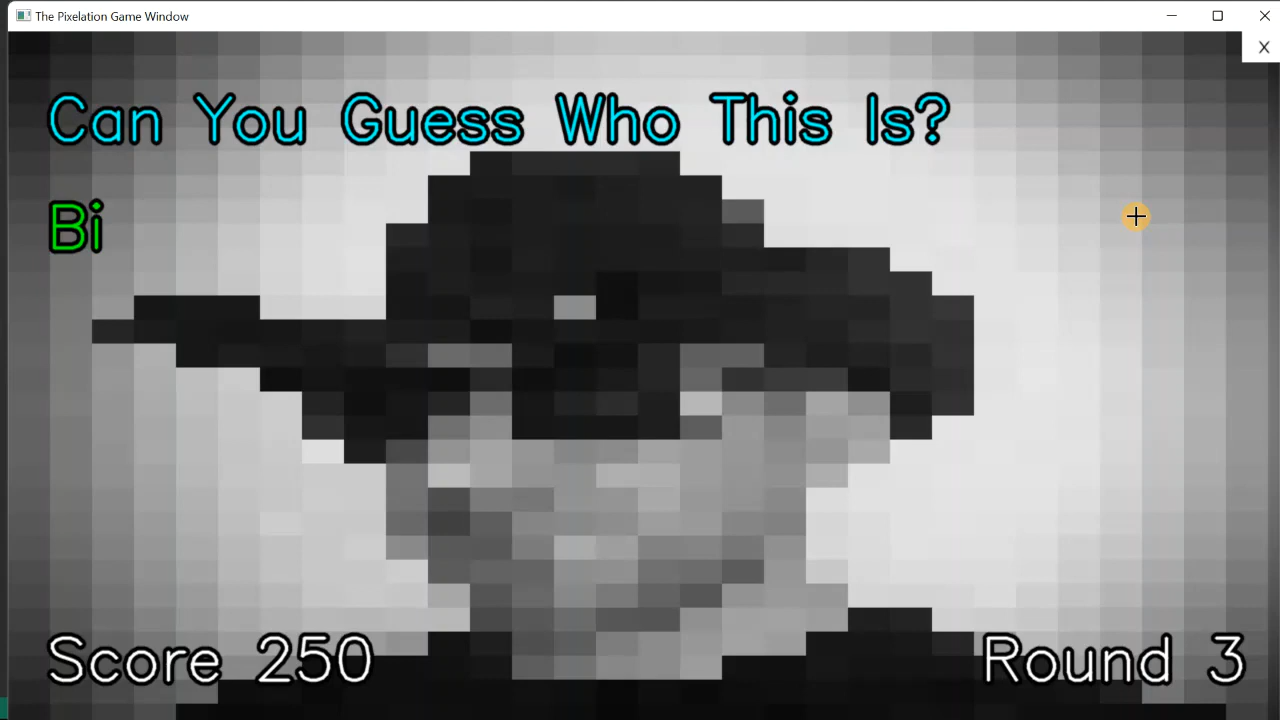 The Pixelation Game Window
X
Can You Guess Who This Is?
Bi
Score 250
Round 3